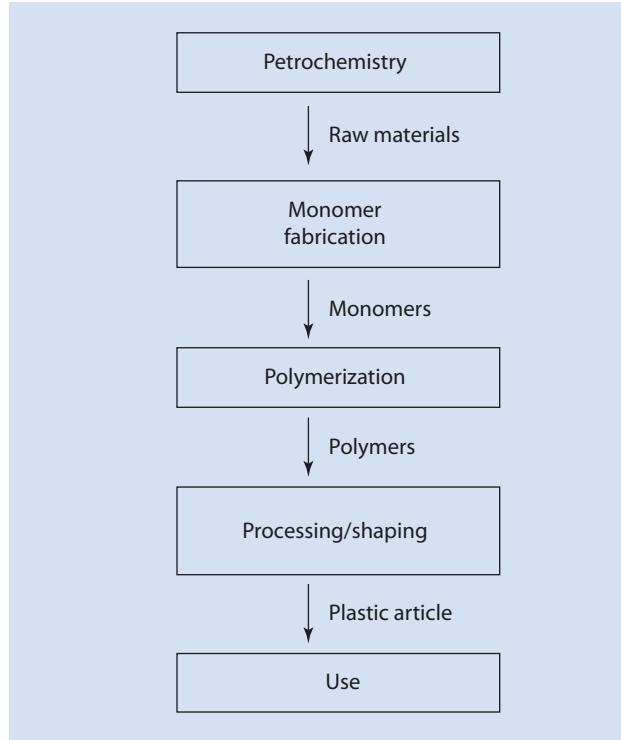 Petrochemistry
Raw materials
Monomer
fabrication
Monomers
Polymerization
Polymers
Processing/shaping
Plastic article
Use